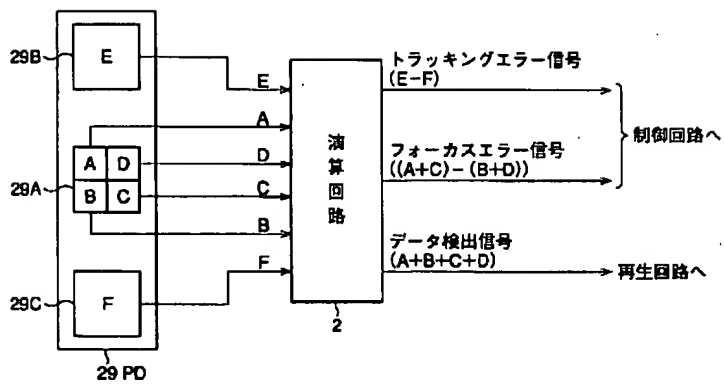 29B
E
E
A
D
C
B
F
29A
A D
B C
29C
F
29 PD
演算回路
2
トラッキングエラー信号
(E-F)
フォーカスエラー信号
((A+C)-(B+D))
制御回路へ
データ検出信号
(A+B+C+D)
再生回路へ